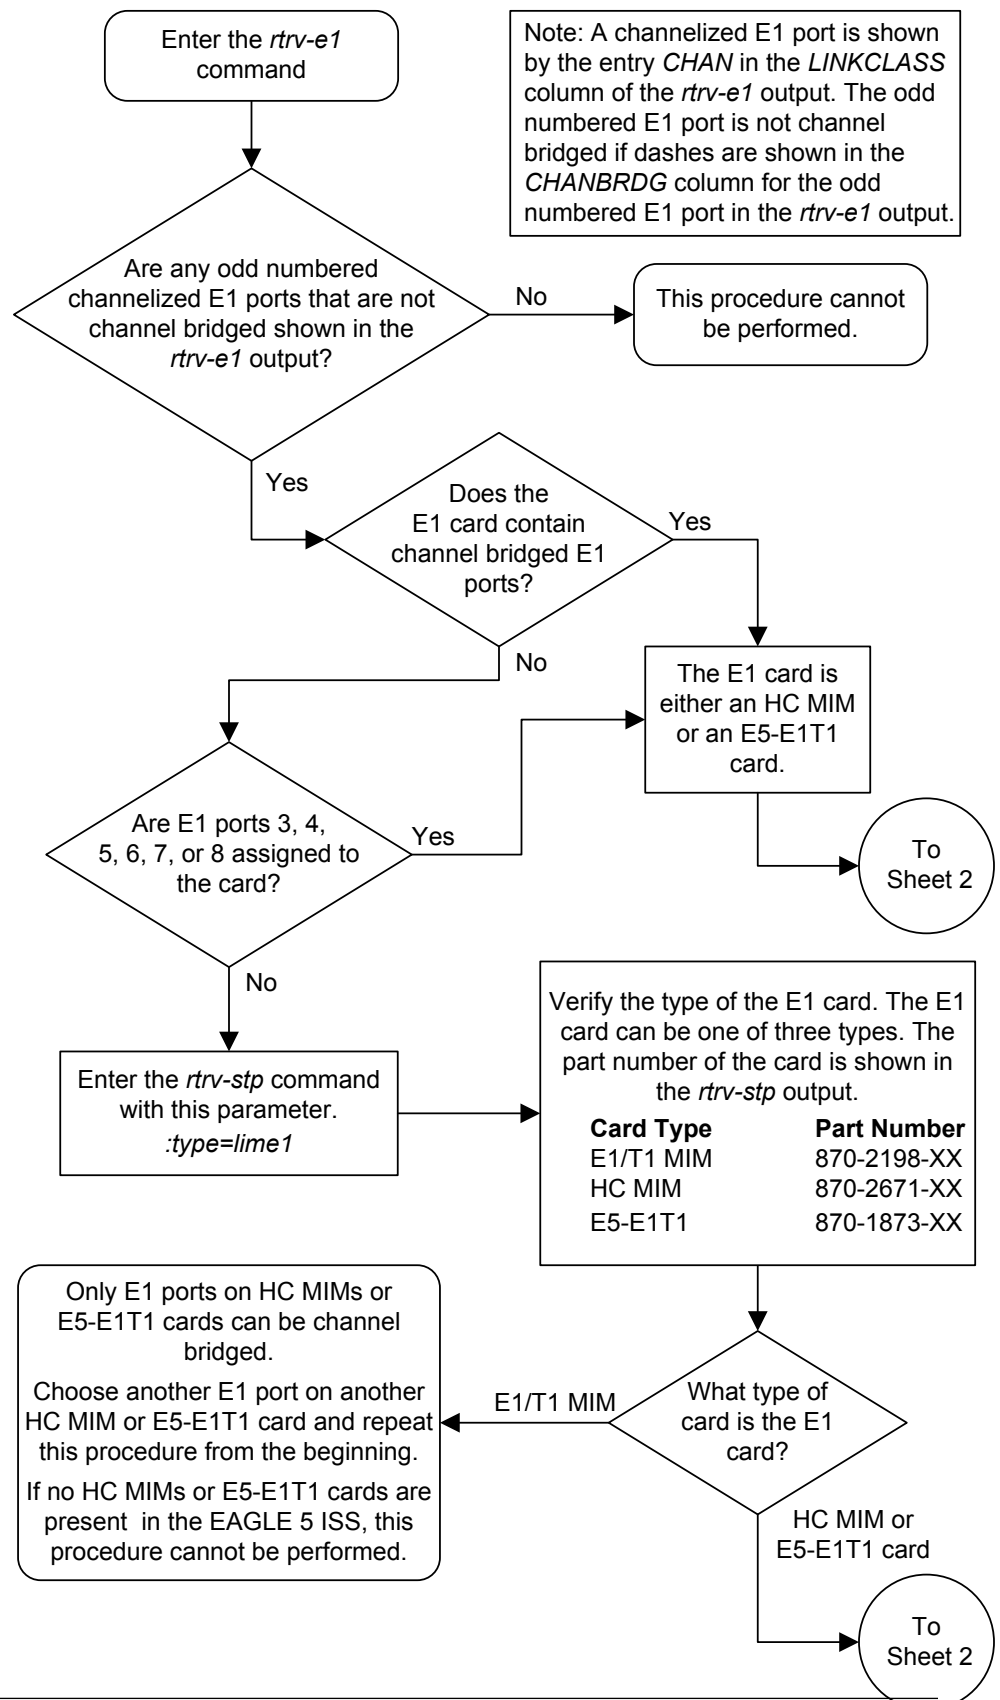 Enter the rtrv-e1
command
Note: A channelized E1 port is shown
by the entry CHAN in the LINKCLASS
column of the rtrv-e1 output. The odd
numbered E1 port is not channel
bridged if dashes are shown in the
CHANBRDG column for the odd
numbered E1 port in the rtrv-e1 output.
Are any odd numbered
channelized E1 ports that are not
channel bridged shown in the
rtrv-e1 output?
No
This procedure cannot
be performed.
Yes
Does the
E1 card contain
channel bridged E1
ports?
Yes
No
The E1 card is
either an HC MIM
or an E5-E1T1
card.
To
Sheet 2
Are E1 ports 3, 4,
5, 6, 7, or 8 assigned to
the card?
Yes
No
Enter the rtrv-stp command
with this parameter.
:type=lime1
Verify the type of the E1 card. The E1
card can be one of three types. The
part number of the card is shown in
the rtrv-stp output.
Card Type Part Number
E1/T1 MIM 870-2198-XX
HC MIM 870-2671-XX
E5-E1T1 870-1873-XX
What type of
card is the E1
card?
E1/T1 MIM
Only E1 ports on HC MIMs or
E5-E1T1 cards can be channel
bridged.
Choose another E1 port on another
HC MIM or E5-E1T1 card and repeat
this procedure from the beginning.
If no HC MIMs or E5-E1T1 cards are
present in the EAGLE 5 ISS, this
procedure cannot be performed.
HC MIM or
E5-E1T1 card
To
Sheet 2